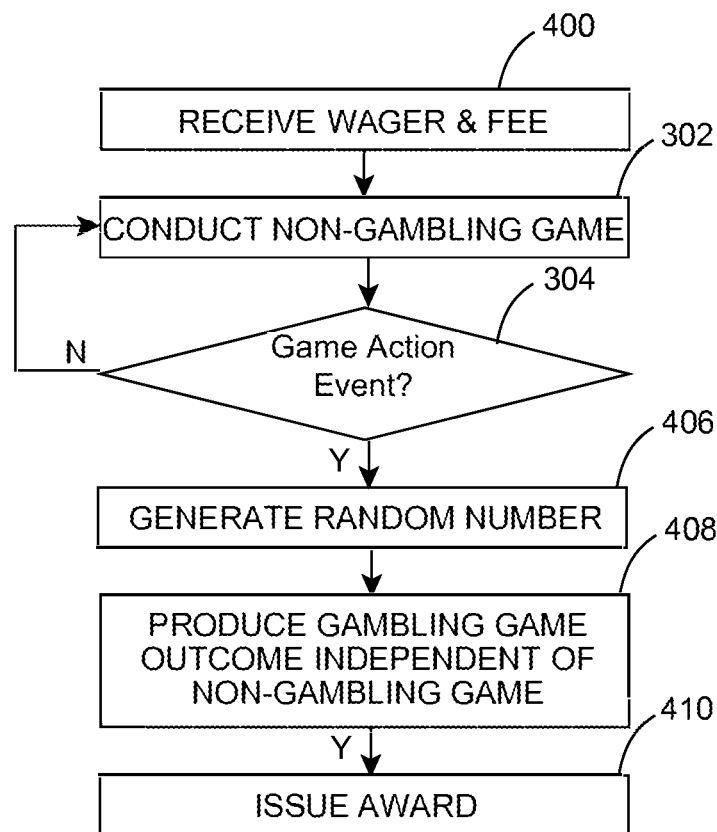 400
RECEIVE WAGER & FEE
302
CONDUCT NON-GAMBLING GAME
304
Game Action
Event?
N
Y
406
GENERATE RANDOM NUMBER
408
PRODUCE GAMBLING GAME
OUTCOME INDEPENDENT OF
NON-GAMBLING GAME
Y
410
ISSUE AWARD